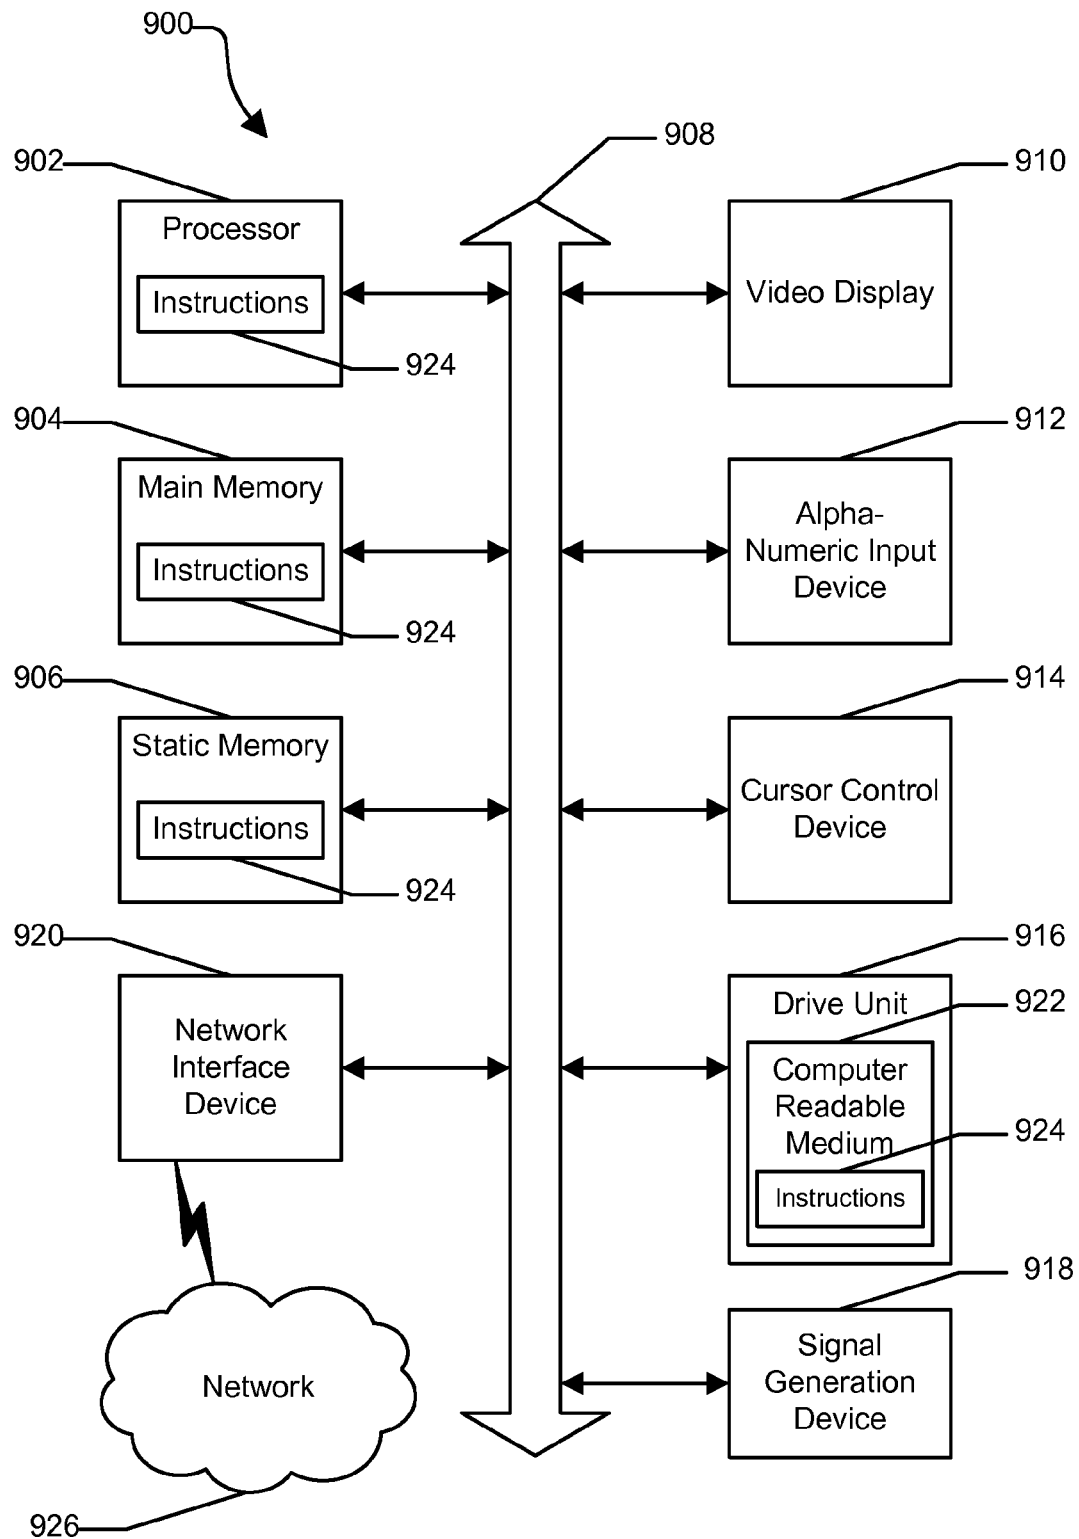 900
908
902
910
Processor
Instructions
924
Video Display
904
912
Main Memory
Instructions
924
Alpha-
Numeric Input
Device
906
914
Static Memory
Instructions
924
Cursor Control
Device
920
916
Network
Interface
Device
Drive Unit
922
Computer
Readable
Medium
924
Instructions
918
Signal
Generation
Device
Network
926